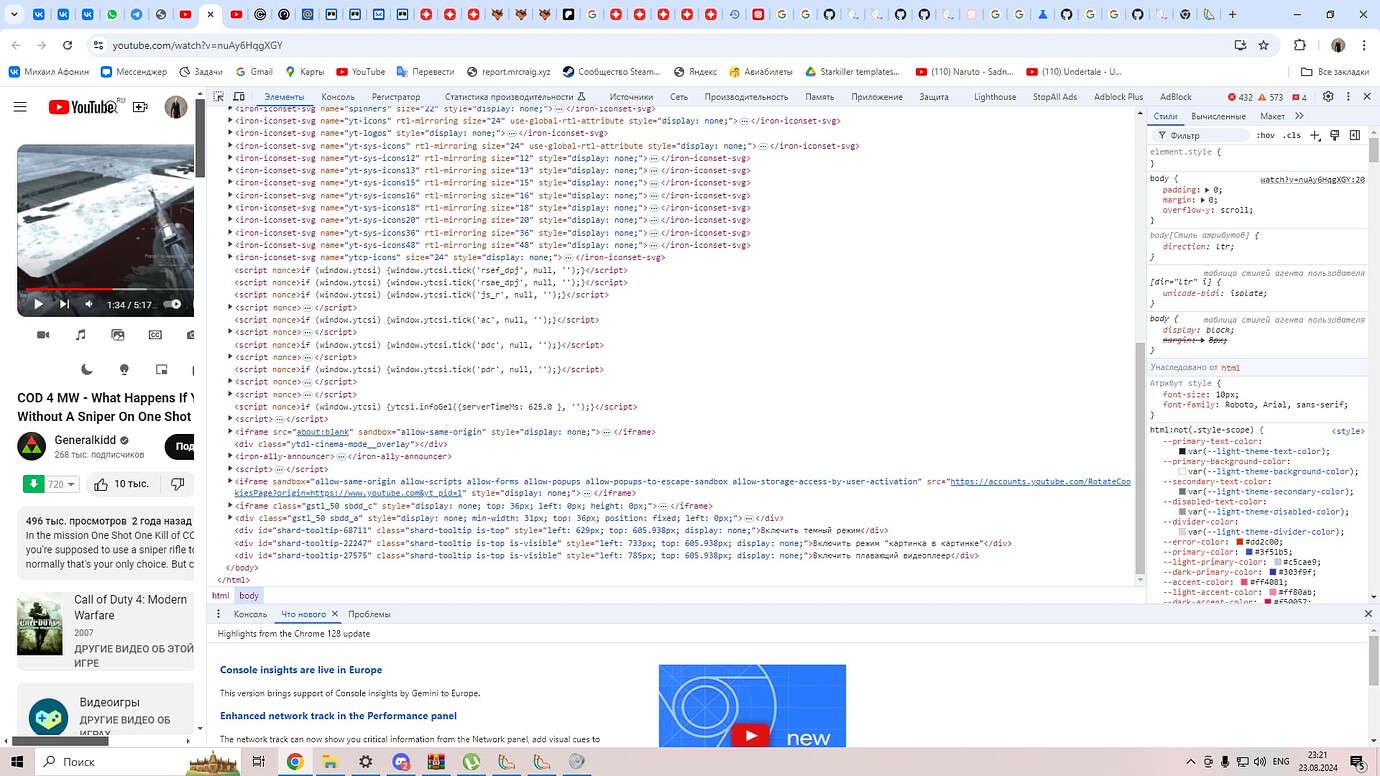 youtube.com/watch?v=nuAy6HqgXGY
Михаил Афонин
Мессенджер
Задачи
Gmail
Карты
YouTube
Перевести
report.mrcraig.xyz
Сообщество Steam...
Яндекс
Авиабилеты
Starkiller templates...
(110) Naruto - Sadn...
(110) Undertale - U...
Все закладки
YouTube RU
1:34 / 5:17
COD 4 MW - What Happens If Y
Without A Sniper On One Shot
Generalkidd
268 тыс. подписчиков
Под
720
10 тыс.
496 тыс. просмотров 2 года назад
In the mission One Shot One Kill of CO
you're supposed to use a sniper rifle to
normally that's your only choice. But c
Call of Duty 4: Modern
Warfare
2007
ДРУГИЕ ВИДЕО ОБ ЭТОЙ
ИГРЕ
Видеоигры
ДРУГИЕ ВИДЕО ОБ
ИГРАХ
Элементы
Консоль
Регистратор
Статистика производительности
Источники
Сеть
Производительность
Память
Приложение
Защита
Lighthouse
StopAll Ads
Adblock Plus
AdBlock
432
573
4
<iron-iconset-svg name="spinners" size="22" style="display: none;">…</iron-iconset-svg>
<iron-iconset-svg name="yt-icons" rtl-mirroring size="24" use-global-rtl-attribute style="display: none;">…</iron-iconset-svg>
<iron-iconset-svg name="yt-logos" style="display: none;">…</iron-iconset-svg>
<iron-iconset-svg name="yt-sys-icons" rtl-mirroring size="24" use-global-rtl-attribute style="display: none;">…</iron-iconset-svg>
<iron-iconset-svg name="yt-sys-icons12" rtl-mirroring size="12" style="display: none;">…</iron-iconset-svg>
<iron-iconset-svg name="yt-sys-icons13" rtl-mirroring size="13" style="display: none;">…</iron-iconset-svg>
<iron-iconset-svg name="yt-sys-icons15" rtl-mirroring size="15" style="display: none;">…</iron-iconset-svg>
<iron-iconset-svg name="yt-sys-icons16" rtl-mirroring size="16" style="display: none;">…</iron-iconset-svg>
<iron-iconset-svg name="yt-sys-icons18" rtl-mirroring size="18" style="display: none;">…</iron-iconset-svg>
<iron-iconset-svg name="yt-sys-icons20" rtl-mirroring size="20" style="display: none;">…</iron-iconset-svg>
<iron-iconset-svg name="yt-sys-icons36" rtl-mirroring size="36" style="display: none;">…</iron-iconset-svg>
<iron-iconset-svg name="yt-sys-icons48" rtl-mirroring size="48" style="display: none;">…</iron-iconset-svg>
<iron-iconset-svg name="ytcp-icons" size="24" style="display: none;">…</iron-iconset-svg>
<script nonce>if (window.ytcsi) {window.ytcsi.tick('rsef_dpj', null, '');}</script>
<script nonce>if (window.ytcsi) {window.ytcsi.tick('rsae_dpj', null, '');}</script>
<script nonce>if (window.ytcsi) {window.ytcsi.tick('js_r', null, '');}</script>
<script nonce>…</script>
<script nonce>if (window.ytcsi) {window.ytcsi.tick('ac', null, '');}</script>
<script nonce>…</script>
<script nonce>if (window.ytcsi) {window.ytcsi.tick('pdc', null, '');}</script>
<script nonce>…</script>
<script nonce>if (window.ytcsi) {window.ytcsi.tick('pdr', null, '');}</script>
<script nonce>…</script>
<script nonce>…</script>
<script nonce>if (window.ytcsi) {ytcsi.infoGel({serverTimeMs: 625.0 }, '');}</script>
<script>…</script>
<iframe src="about:blank" sandbox="allow-same-origin" style="display: none;">…</iframe>
<div class="ytdl-cinema-mode__overlay"></div>
<iron-ally-announcer>…</iron-ally-announcer>
<script>…</script>
<iframe sandbox="allow-same-origin allow-scripts allow-forms allow-popups allow-popups-to-escape-sandbox allow-storage-access-by-user-activation" src="https://accounts.youtube.com/RotateCoo
kiesPage?origin=https://www.youtube.com&yt_pid=1" style="display: none;">…</iframe>
<iframe class="gstl_50 sbdd_c" style="display: none; top: 36px; left: 0px; height: 0px;">…</iframe>
<div class="gstl_50 sbdd_a" style="display: none; min-width: 31px; top: 36px; position: fixed; left: 0px;">…</div>
<div id="shard-tooltip-68711" class="shard-tooltip is-top" style="left: 629px; top: 605.938px; display: none;">Включить темный режим</div>
<div id="shard-tooltip-22247" class="shard-tooltip is-top is-visible" style="left: 733px; top: 605.938px; display: none;">Включить режим "картинка в картинке"</div>
<div id="shard-tooltip-27575" class="shard-tooltip is-top is-visible" style="left: 785px; top: 605.938px; display: none;">Включить плавающий видеоплеер</div>
</body>
</html>
html body
Стили
Вычисленные
Макет
Фильтр
:hov .cls
element.style {
}
body { watch?v=nuAy6HqgXGY:20
padding: 0;
margin: 0;
overflow-y: scroll;
}
body[Стиль атрибутов] {
direction: ltr;
}
таблица стилей агента пользователя
[dir="ltr" i] {
unicode-bidi: isolate;
}
body { таблица стилей агента пользователя
display: block;
margin: 8px;
}
Унаследовано от html
Атрибут style {
font-size: 10px;
font-family: Roboto, Arial, sans-serif;
}
html:not(.style-scope) { <style>
--primary-text-color:
var(--light-theme-text-color);
--primary-background-color:
var(--light-theme-background-color);
--secondary-text-color:
var(--light-theme-secondary-color);
--disabled-text-color:
var(--light-theme-disabled-color);
--divider-color:
var(--light-theme-divider-color);
--error-color: #dd2c00;
--primary-color: #3f51b5;
--light-primary-color: #c5cae9;
--dark-primary-color: #303f9f;
--accent-color: #ff4081;
--light-accent-color: #ff80ab;
--dark-accent-color: #f50057;
Консоль
Что нового
Проблемы
Highlights from the Chrome 128 update
Console insights are live in Europe
This version brings support of Console insights by Gemini to Europe.
Enhanced network track in the Performance panel
The network track can now show you critical information from the Network panel, add visual cues to
new
Поиск
ENG
23:21
23.08.2024
5